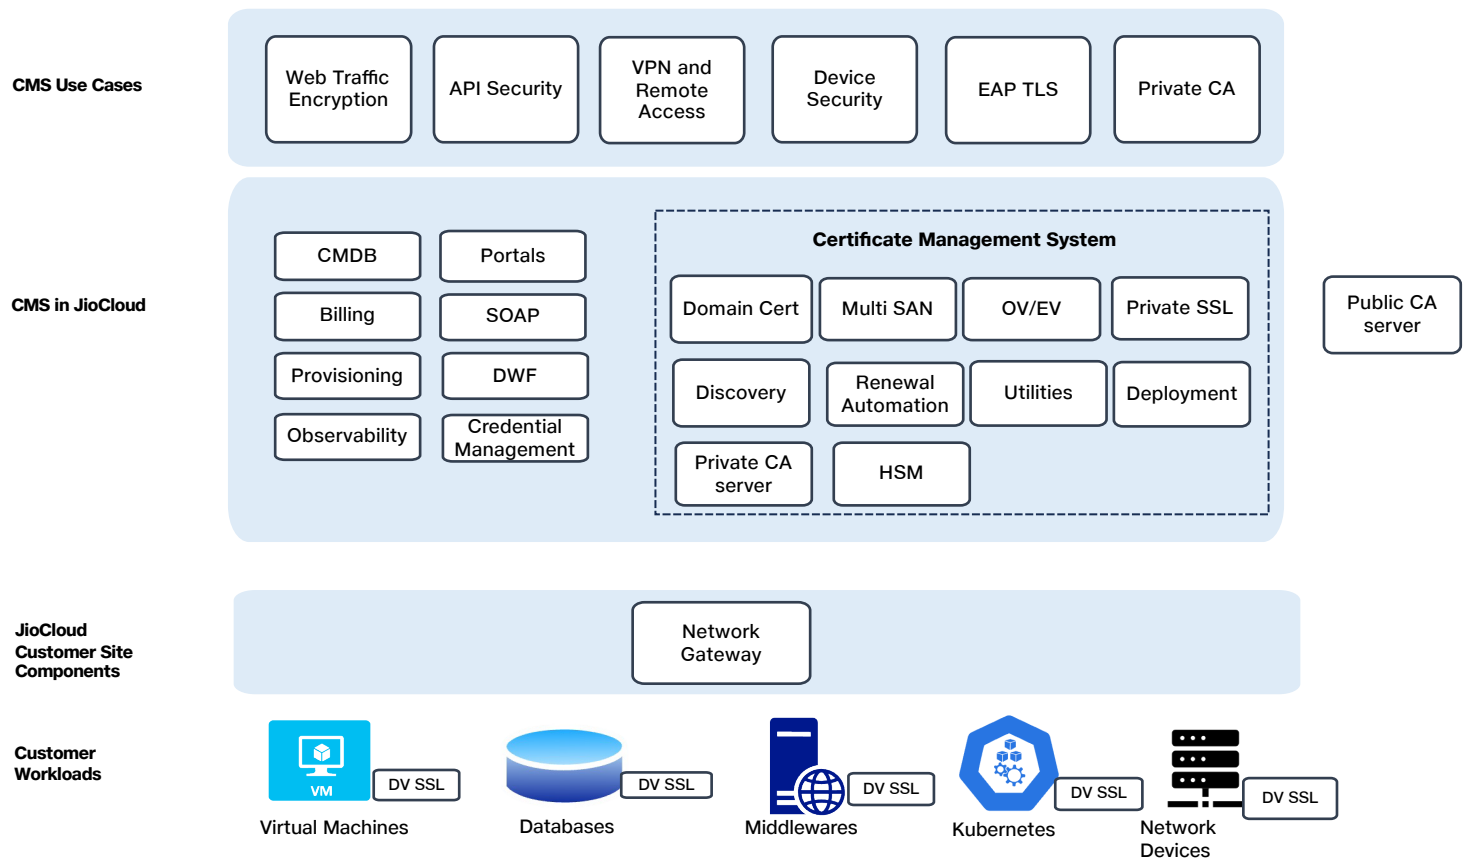 CMS Use Cases
Web Traffic
Encryption
API Security
VPN and
Remote
Access
Device
Security
EAP TLS
Private CA
CMS in JioCloud
CMDB
Portals
Billing
SOAP
Provisioning
DWF
Observability
Credential
Management
Certificate Management System
Domain Cert
Multi SAN
OV/EV
Private SSL
Discovery
Renewal
Automation
Utilities
Deployment
Private CA
server
HSM
Public CA
server
JioCloud
Customer Site
Components
Network
Gateway
Customer
Workloads
VM
DV SSL
Virtual Machines
DV SSL
Databases
DV SSL
Middlewares
DV SSL
Kubernetes
DV SSL
Network
Devices